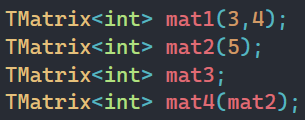 TMatrix<int> mat1(3,4);
TMatrix<int> mat2(5);
TMatrix<int> mat3;
TMatrix<int> mat4(mat2);